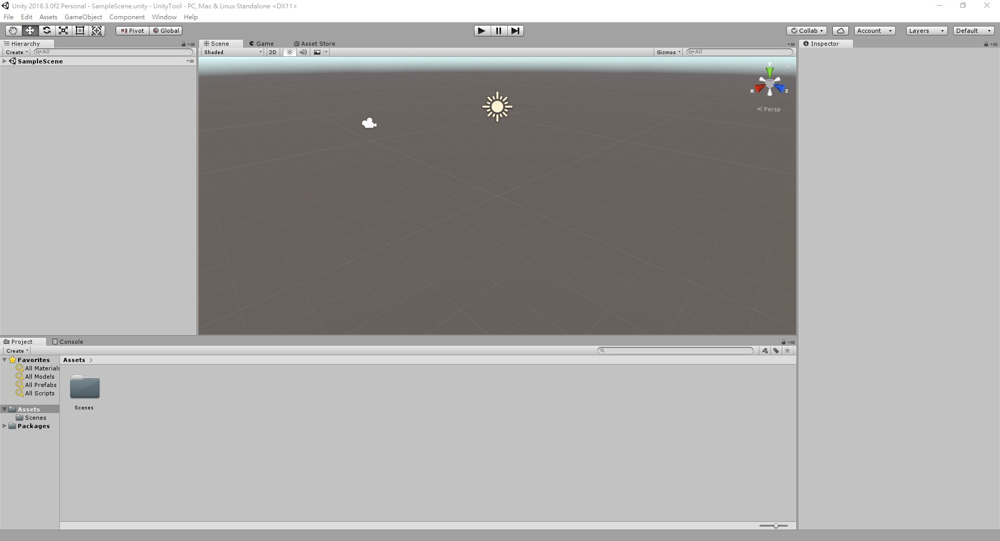 Unity 2018.3.0f2 Personal - SampleScene.unity - UnityTool - PC, Mac & Linux Standalone <DX11>
File Edit Assets GameObject Component Window Help
Pivot Global Collab Account Layers Default
Hierarchy Scene Game Asset Store Inspector
Create All Shaded 2D Gizmos All
SampleScene
y
x z
Persp
Project Console
Create
Favorites Assets
All Materials
All Models
All Prefabs
All Scripts
Scenes
Assets
Scenes
Packages